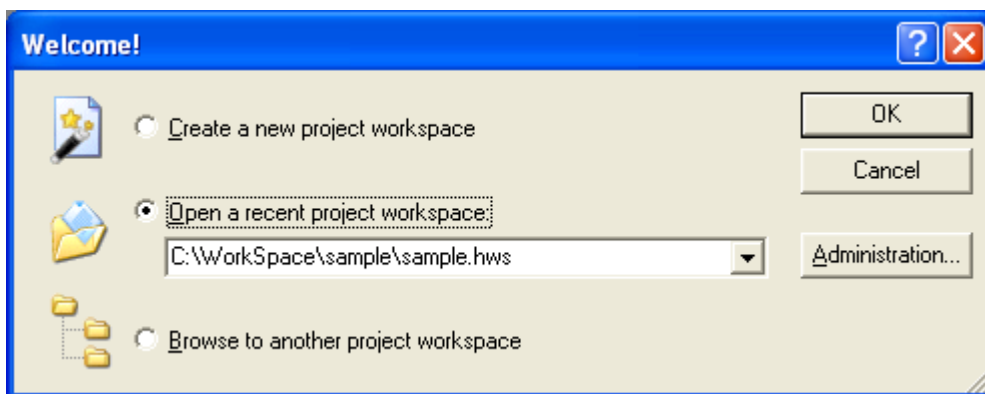 Welcome!
Create a new project workspace
OK
Cancel
Open a recent project workspace:
C:\WorkSpace\sample\sample.hws
Administration...
Browse to another project workspace